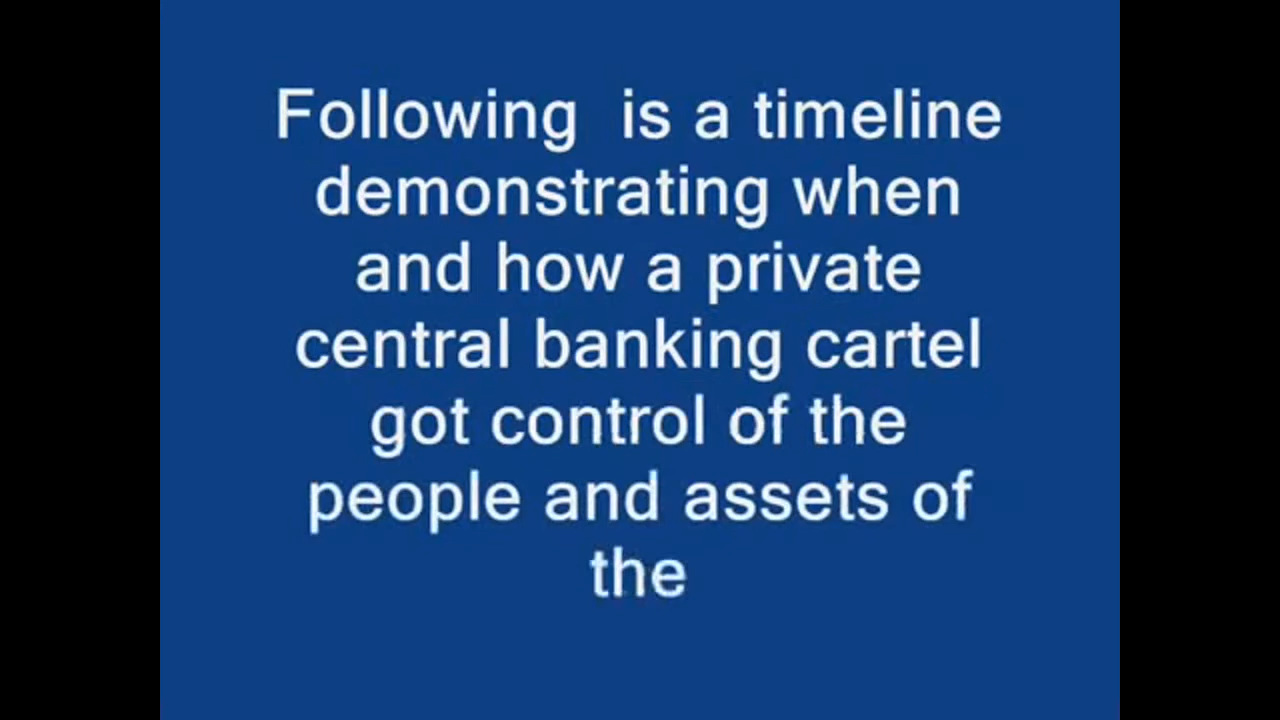 Following  is a timeline
demonstrating when
and how a private
central banking cartel
got control of the
people and assets of
the